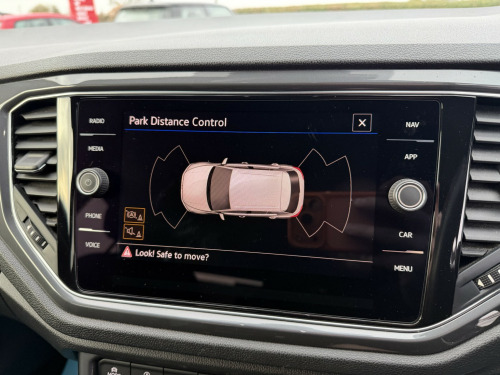 RADIO
Park Distance Control
NAV
MEDIA
APP
PHONE
CAR
VOICE
Look! Safe to move?
MENU